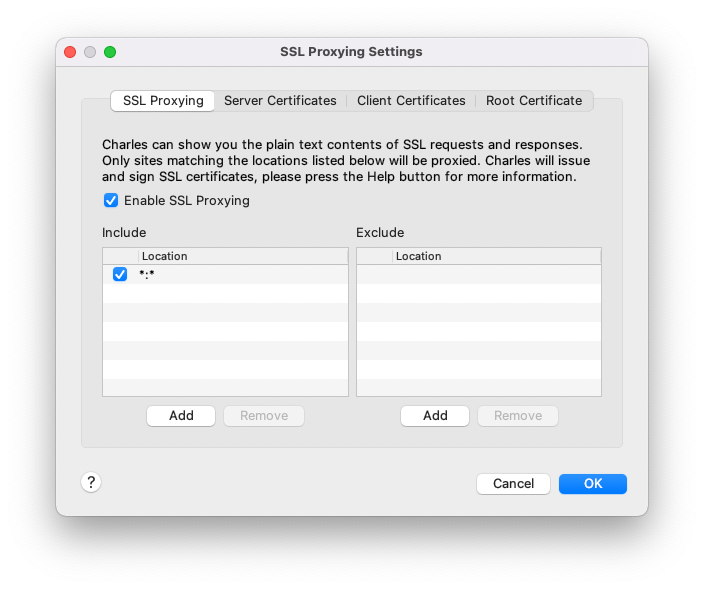 SSL Proxying Settings
SSL Proxying
Server Certificates
Client Certificates
Root Certificate
Charles can show you the plain text contents of SSL requests and responses.
Only sites matching the locations listed below will be proxied. Charles will issue
and sign SSL certificates, please press the Help button for more information.
Enable SSL Proxying
Include
Exclude
Location
Location
*:*
Add
Remove
Add
Remove
?
Cancel
OK